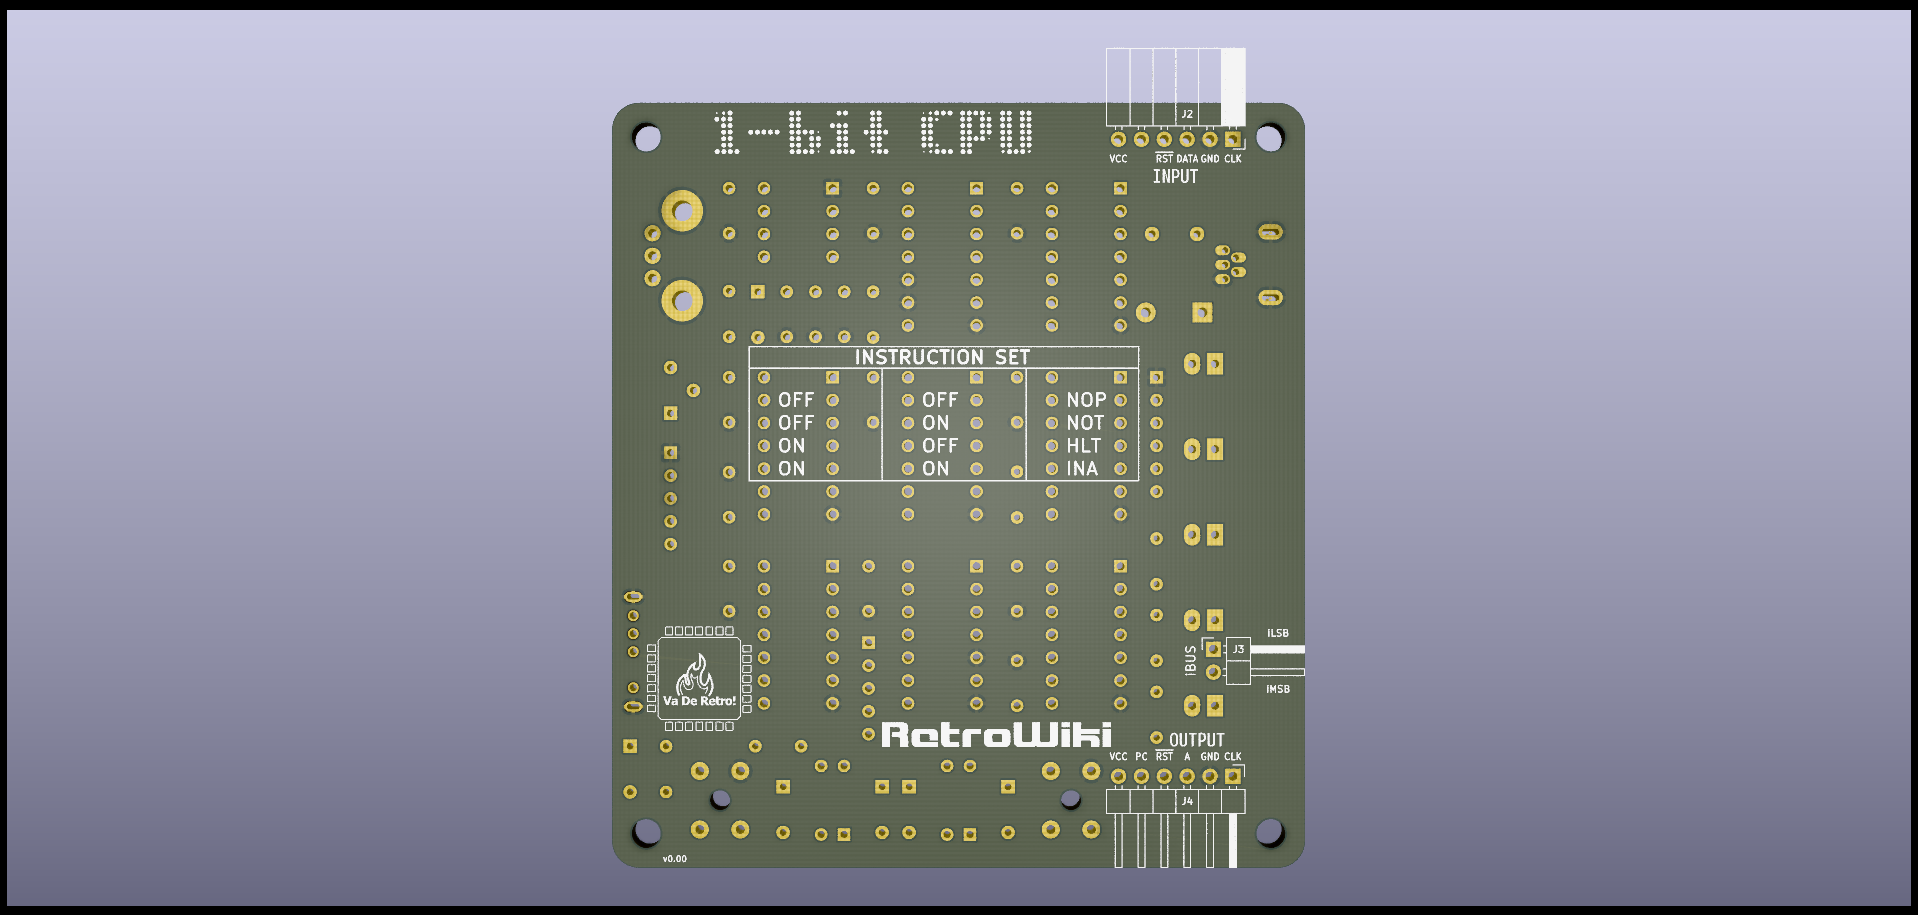 1-bit CPU
J2
VCC RST DATA GND CLK
INPUT
INSTRUCTION SET
OFF OFF NOP
OFF ON NOT
ON OFF HLT
ON ON INA
iLSB
J3
iBUS
iMSB
Va De Retro!
RetroWiki
OUTPUT
VCC PC RST A GND CLK
J4
v0.00